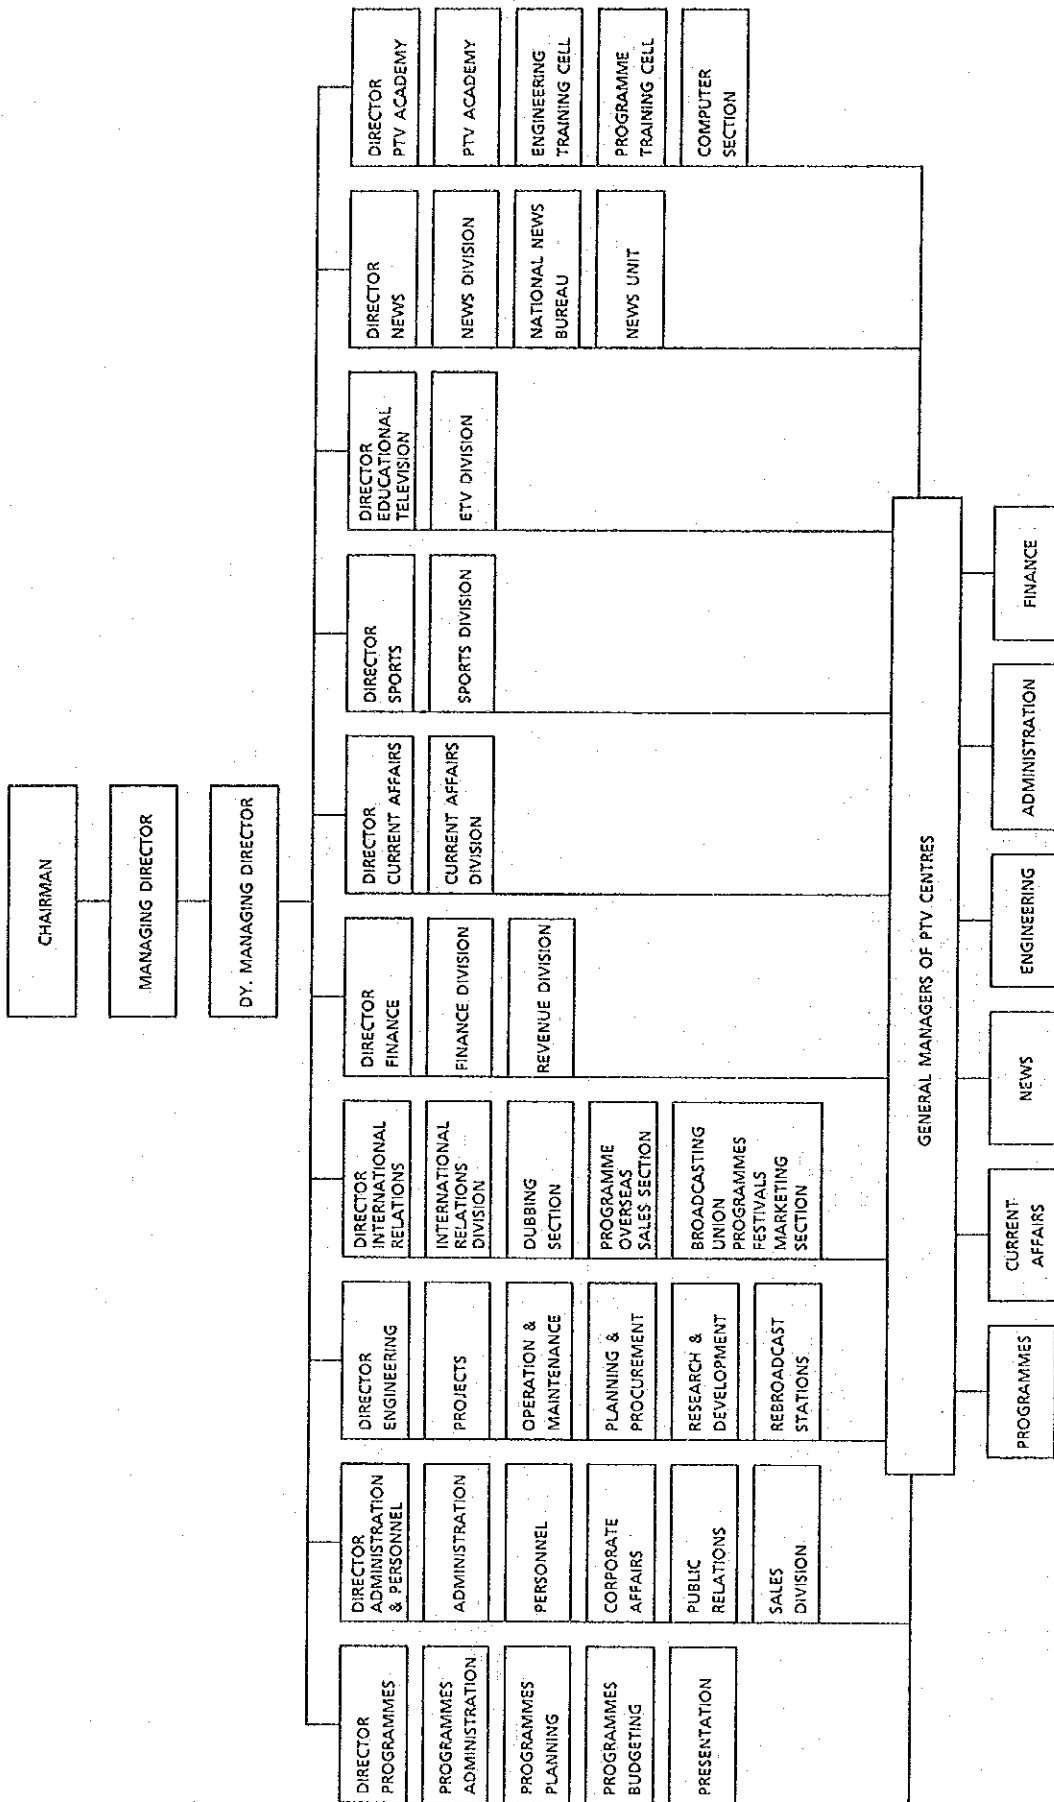 CHAIRMAN
MANAGING DIRECTOR
DY. MANAGING DIRECTOR
DIRECTOR
PROGRAMMES
PROGRAMMES
ADMINISTRATION
PROGRAMMES
PLANNING
PROGRAMMES
BUDGETING
PRESENTATION
DIRECTOR
ADMINISTRATION
& PERSONNEL
ADMINISTRATION
PERSONNEL
CORPORATE
AFFAIRS
PUBLIC
RELATIONS
SALES
DIVISION
DIRECTOR
ENGINEERING
PROJECTS
OPERATION &
MAINTENANCE
PLANNING &
PROCUREMENT
RESEARCH &
DEVELOPMENT
REBROADCAST
STATIONS
DIRECTOR
INTERNATIONAL
RELATIONS
INTERNATIONAL
RELATIONS
DIVISION
DUBBING
SECTION
PROGRAMME
OVERSEAS
SALES SECTION
BROADCASTING
UNION
PROGRAMMES
FESTIVALS
MARKETING
SECTION
DIRECTOR
FINANCE
FINANCE DIVISION
REVENUE DIVISION
DIRECTOR
CURRENT AFFAIRS
CURRENT AFFAIRS
DIVISION
DIRECTOR
SPORTS
SPORTS DIVISION
DIRECTOR
EDUCATIONAL
TELEVISION
ETV DIVISION
DIRECTOR
NEWS
NEWS DIVISION
NATIONAL NEWS
BUREAU
NEWS UNIT
DIRECTOR
PTV ACADEMY
PTV ACADEMY
ENGINEERING
TRAINING CELL
PROGRAMME
TRAINING CELL
COMPUTER
SECTION
GENERAL MANAGERS OF PTV CENTRES
PROGRAMMES
CURRENT
AFFAIRS
NEWS
ENGINEERING
ADMINISTRATION
FINANCE